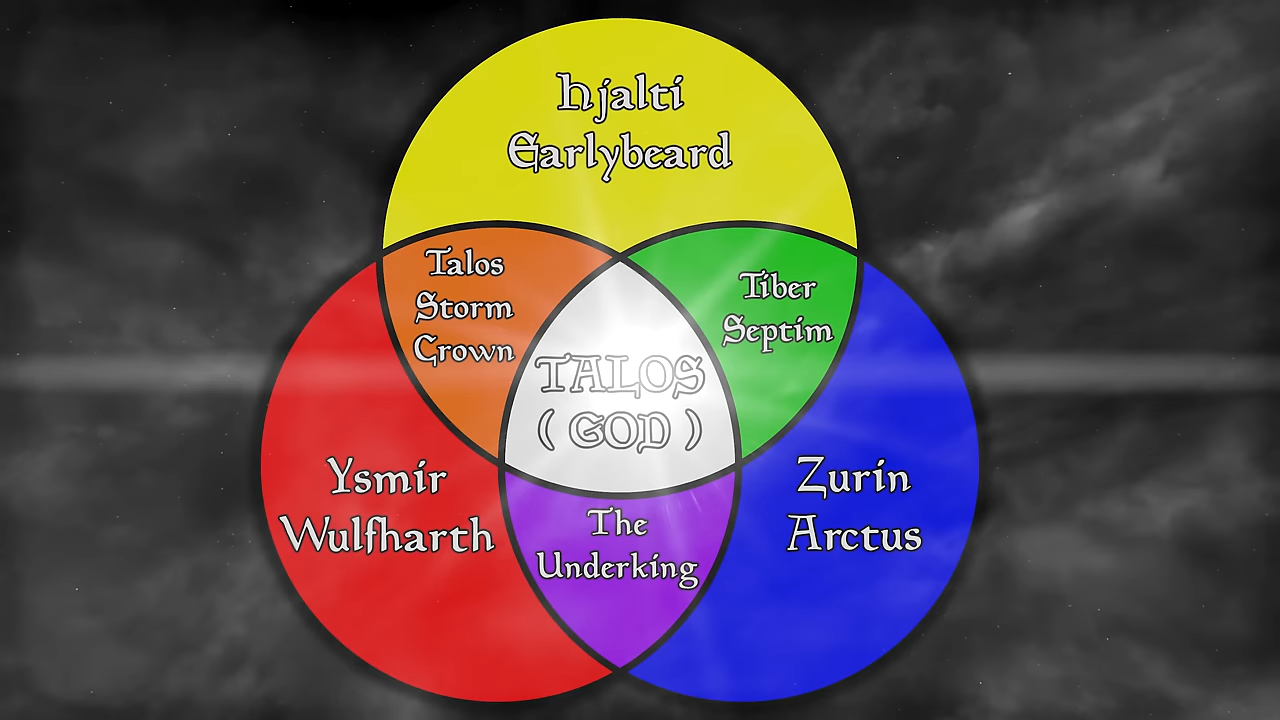 Hjalti
Earlybeard
Talos
Storm
Crown
Tiber
Septim
TALOS
( GOD )
Ysmir
Wulfharth
Zurin
Arctus
The
Underking